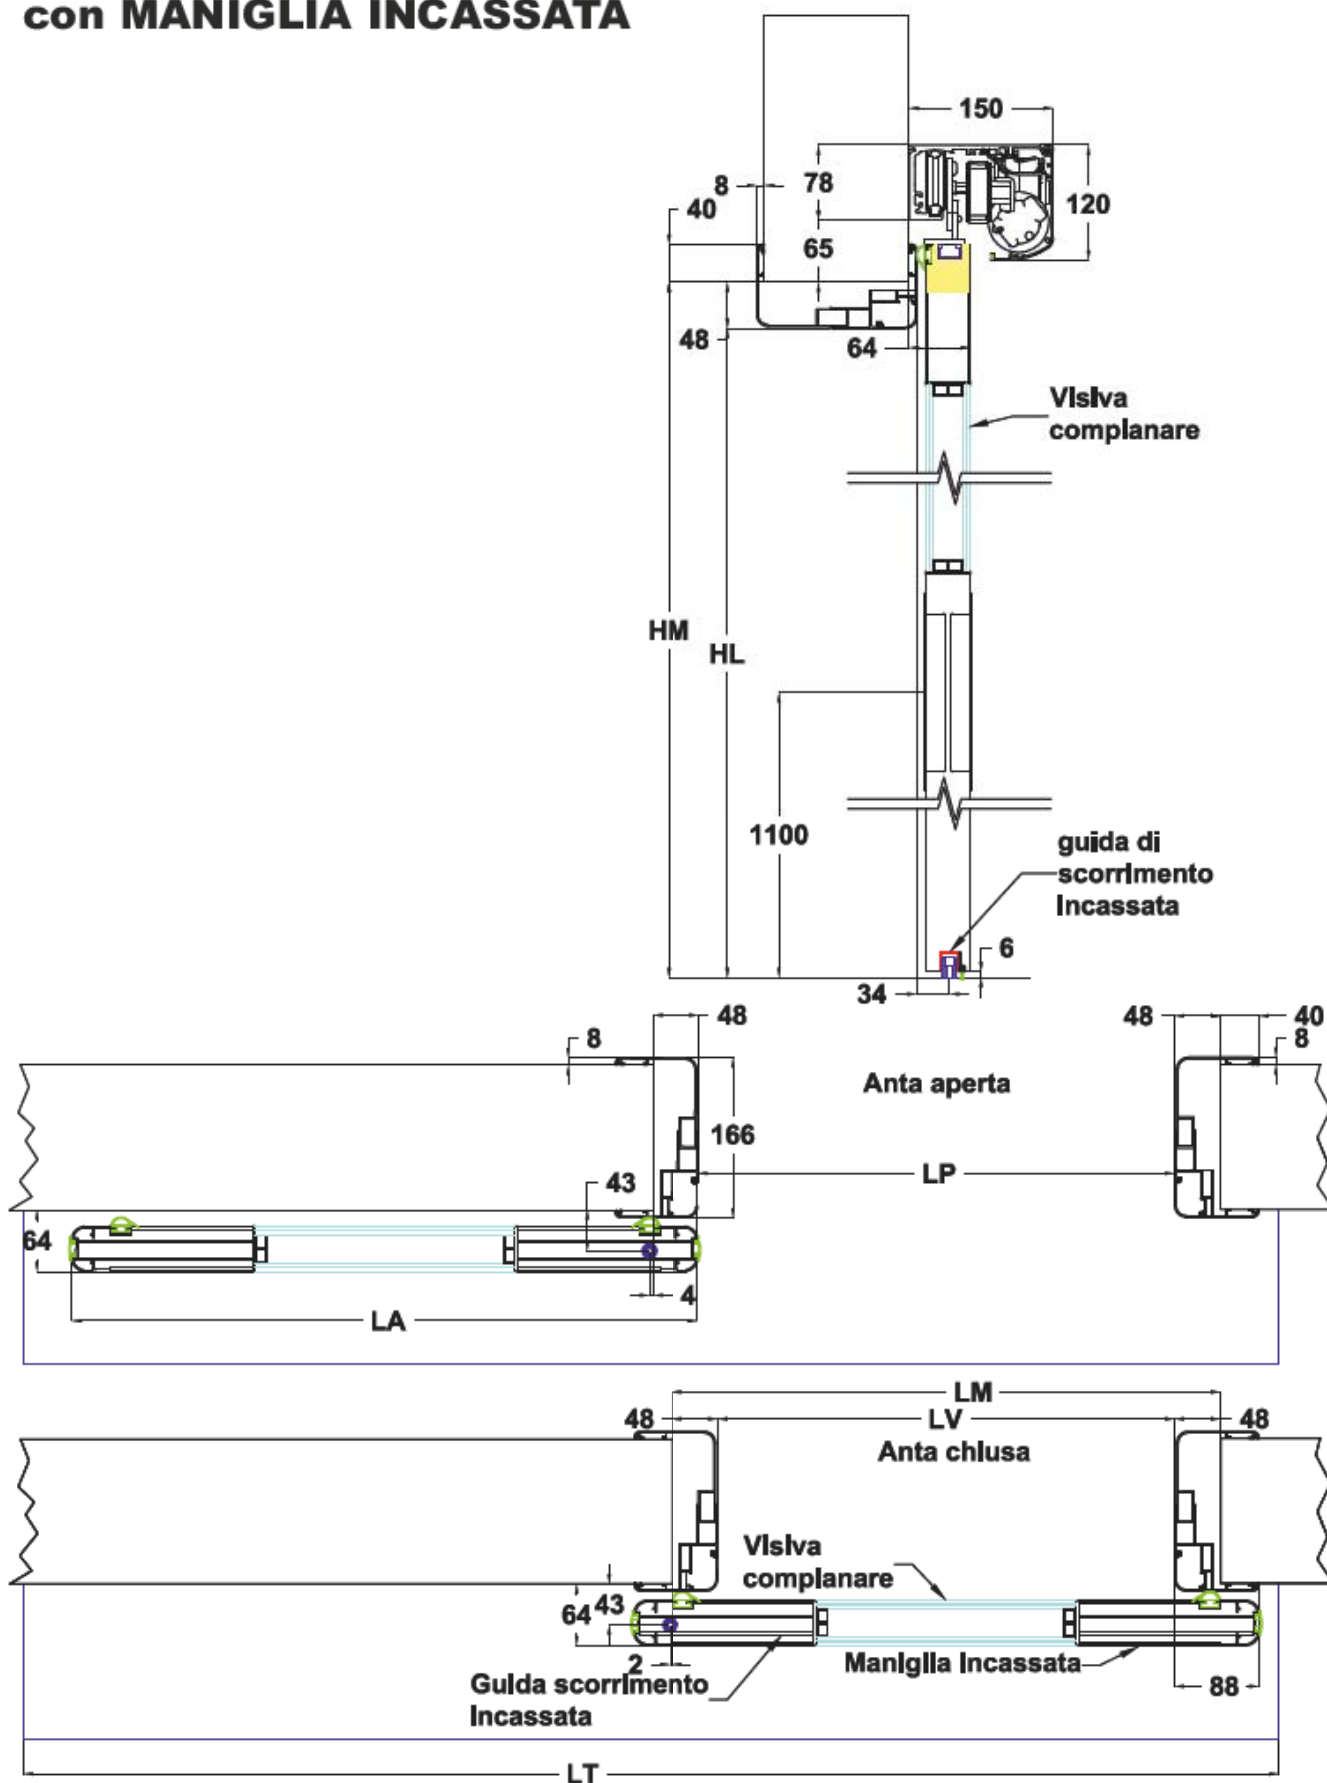 con MANIGLIA INCASSATA
150
8
78
40
120
65
48
64
Visiva
complanare
HM
HL
1100
guida di
scorrimento
Incassata
6
34
48
48
40
8
8
Anta aperta
166
LP
43
64
4
LA
LM
48
LV
48
Anta chiusa
Visiva
complanare
64
43
2
Maniglia Incassata
Guida scorrimento
Incassata
88
LT